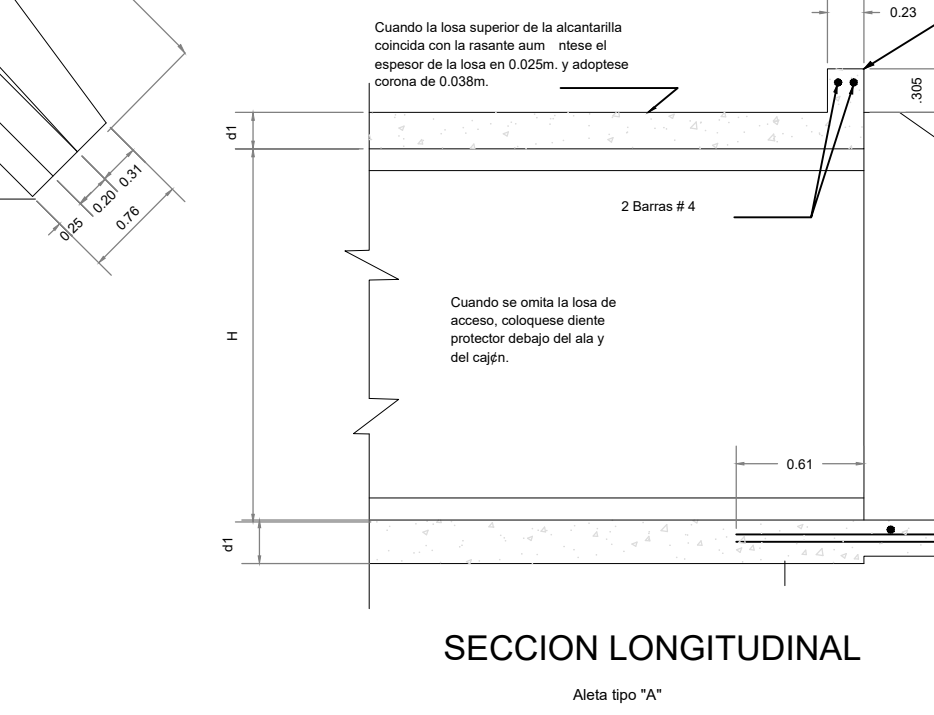 Cuando la losa superior de la alcantarilla
coincida con la rasante aum ntese el
espesor de la losa en 0.025m. y adoptese
corona de 0.038m.
0.23
.305
d1
0.31
0.20
0.25
0.76
2 Barras # 4
Cuando se omita la losa de
acceso, coloquese diente
protector debajo del ala y
del caj¢n.
H
0.61
d1
SECCION LONGITUDINAL
Aleta tipo "A"